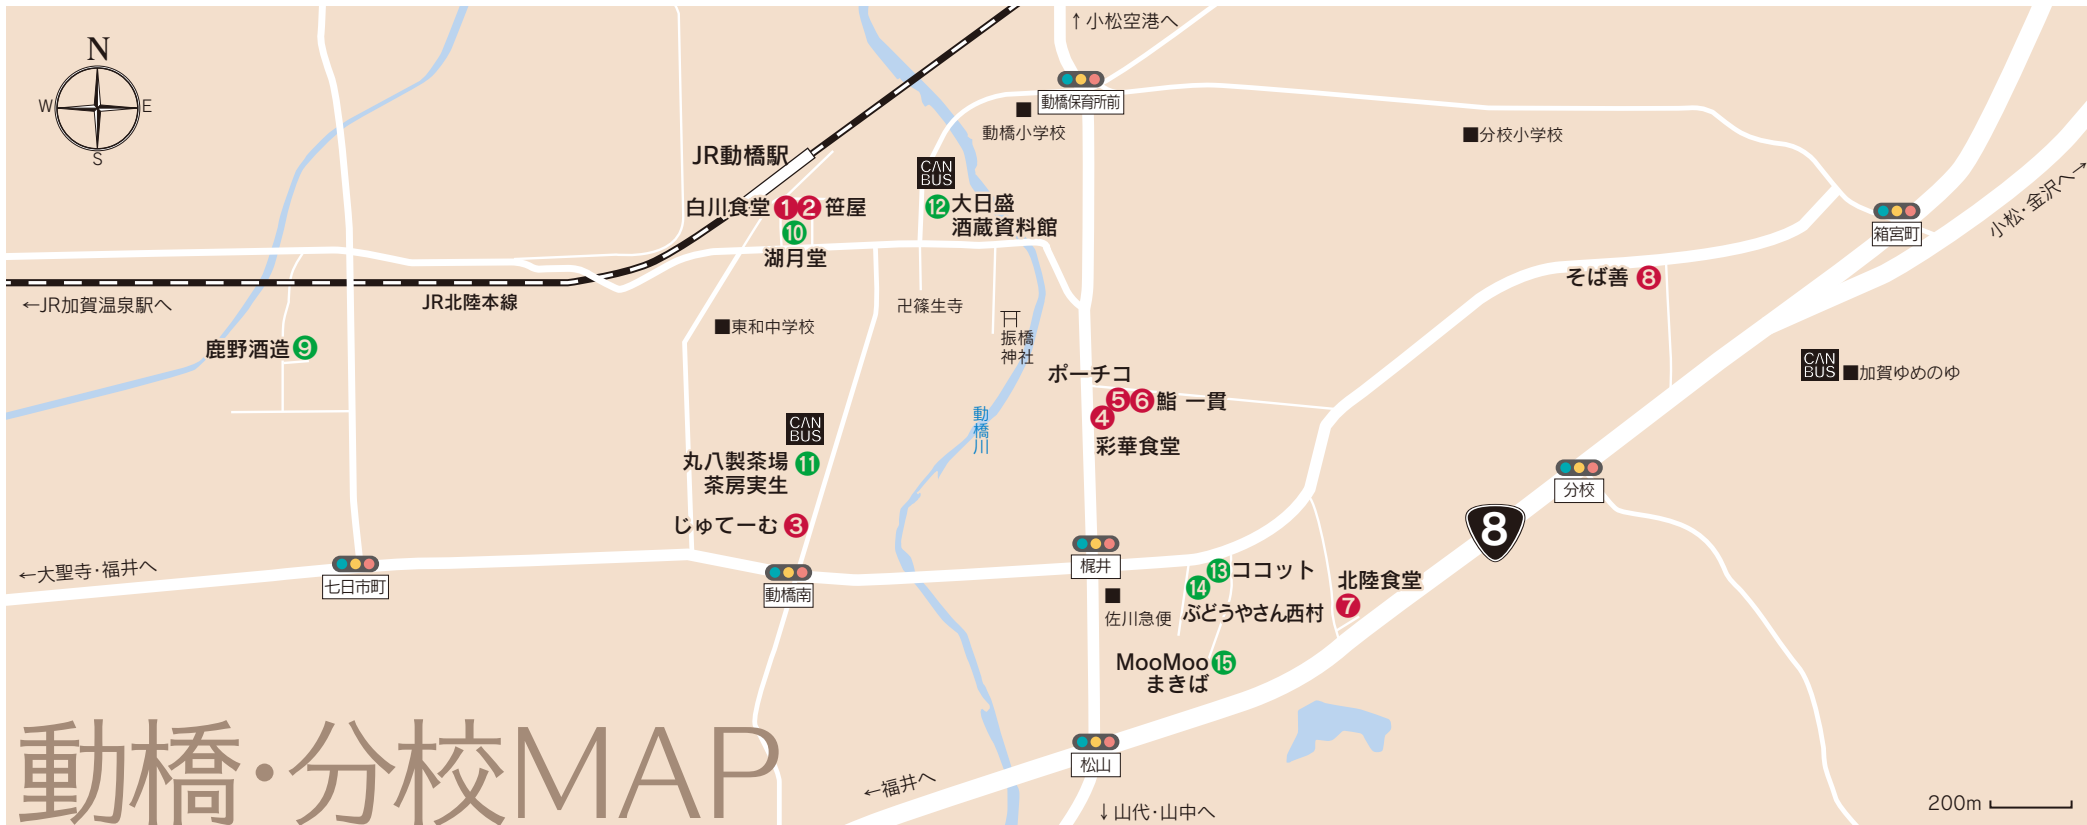 ↑小松空港へ
N
W
E
S
動橋保育所前
動橋小学校
■分校小学校
JR動橋駅
CAN
BUS
小松・金沢へ→
白川食堂 1 2 笹屋
10
湖月堂
12 大日盛
酒蔵資料館
箱宮町
そば善 8
←JR加賀温泉駅へ
JR北陸本線
卍篠生寺
■東和中学校
振橋
神社
鹿野酒造 9
CAN
BUS
■加賀ゆめのゆ
ポーチコ
5 6 鮨 一貫
4
彩華食堂
動橋川
CAN
BUS
丸八製茶場 11
茶房実生
分校
8
じゅてーむ 3
←大聖寺・福井へ
七日市町
動橋南
梶井
13 ココット
14
ぶどうやさん西村
北陸食堂
7
佐川急便
MooMoo 15
まきば
動橋・分校MAP
松山
←福井へ
↓山代・山中へ
200m